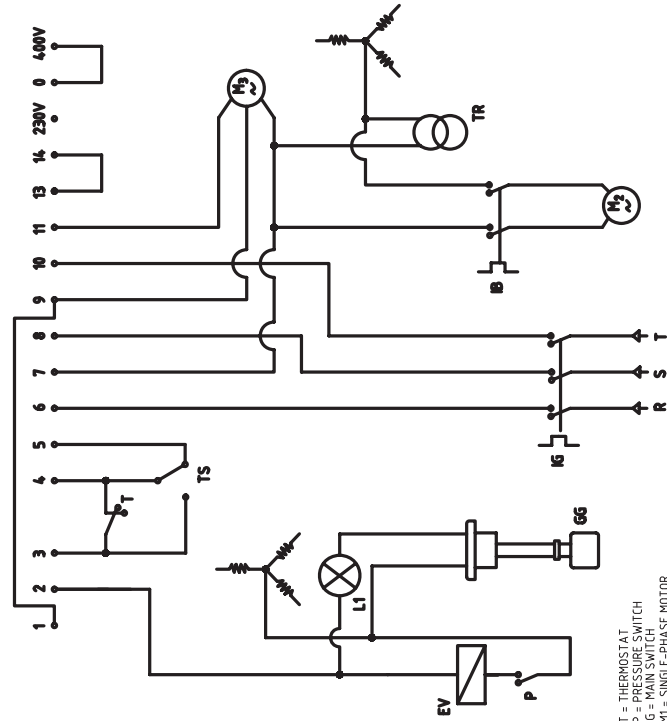 1 2 3 4 5 6 7 8 9 10 11 13 14 230V 0 400V
T
TS
M3
~
TR
L1
EV
P
GG
IG
IB
M2
~
R S T
T = THERMOSTAT
P = PRESSURE SWITCH
G = MAIN SWITCH
M1 = SINGLE-PHASE MOTOR